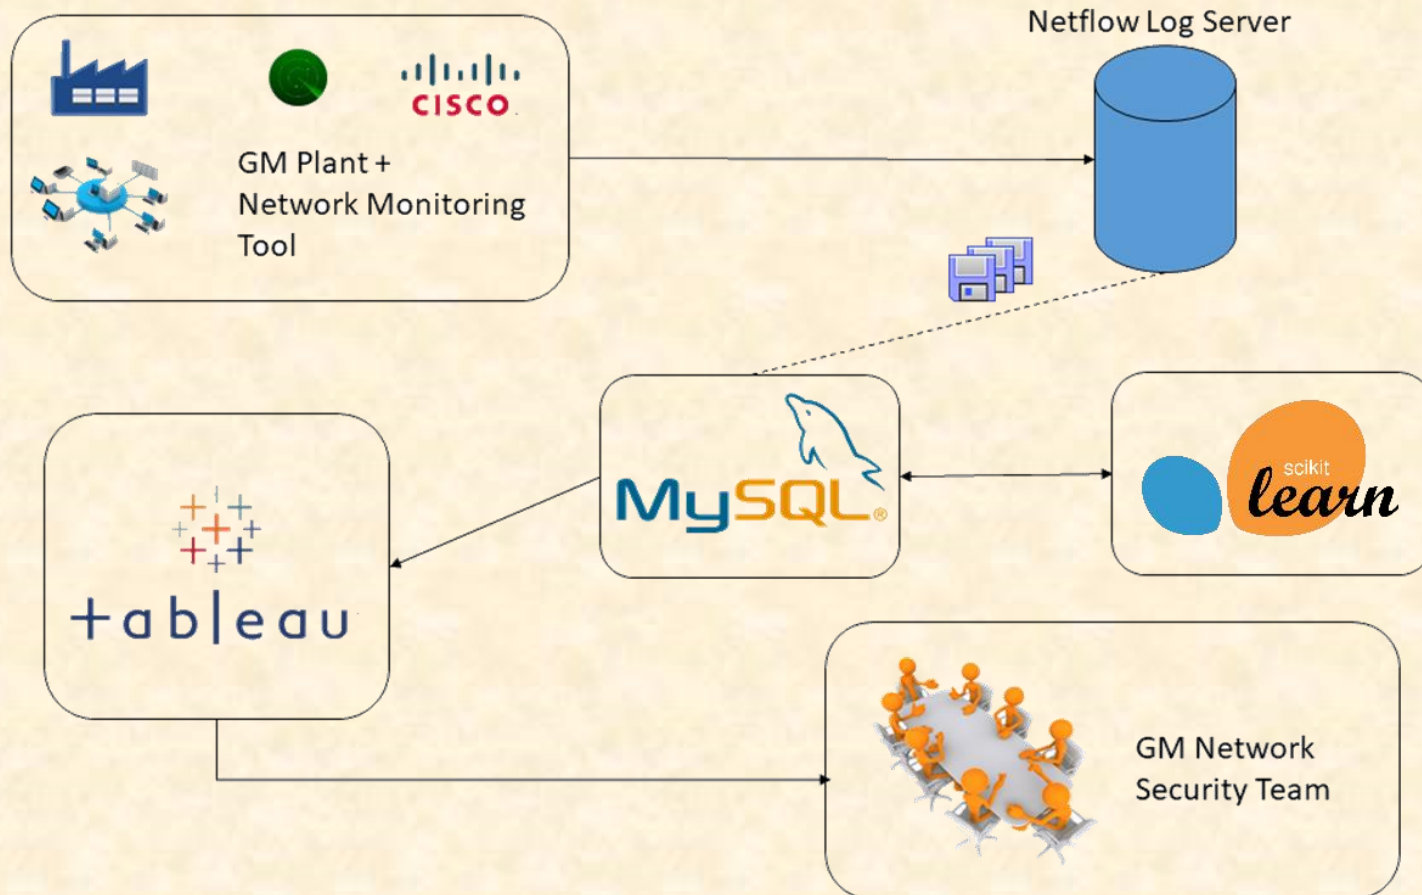 Netflow Log Server
CISCO
GM Plant +
Network Monitoring
Tool
MySQL®
scikit
learn
+ableau
GM Network
Security Team